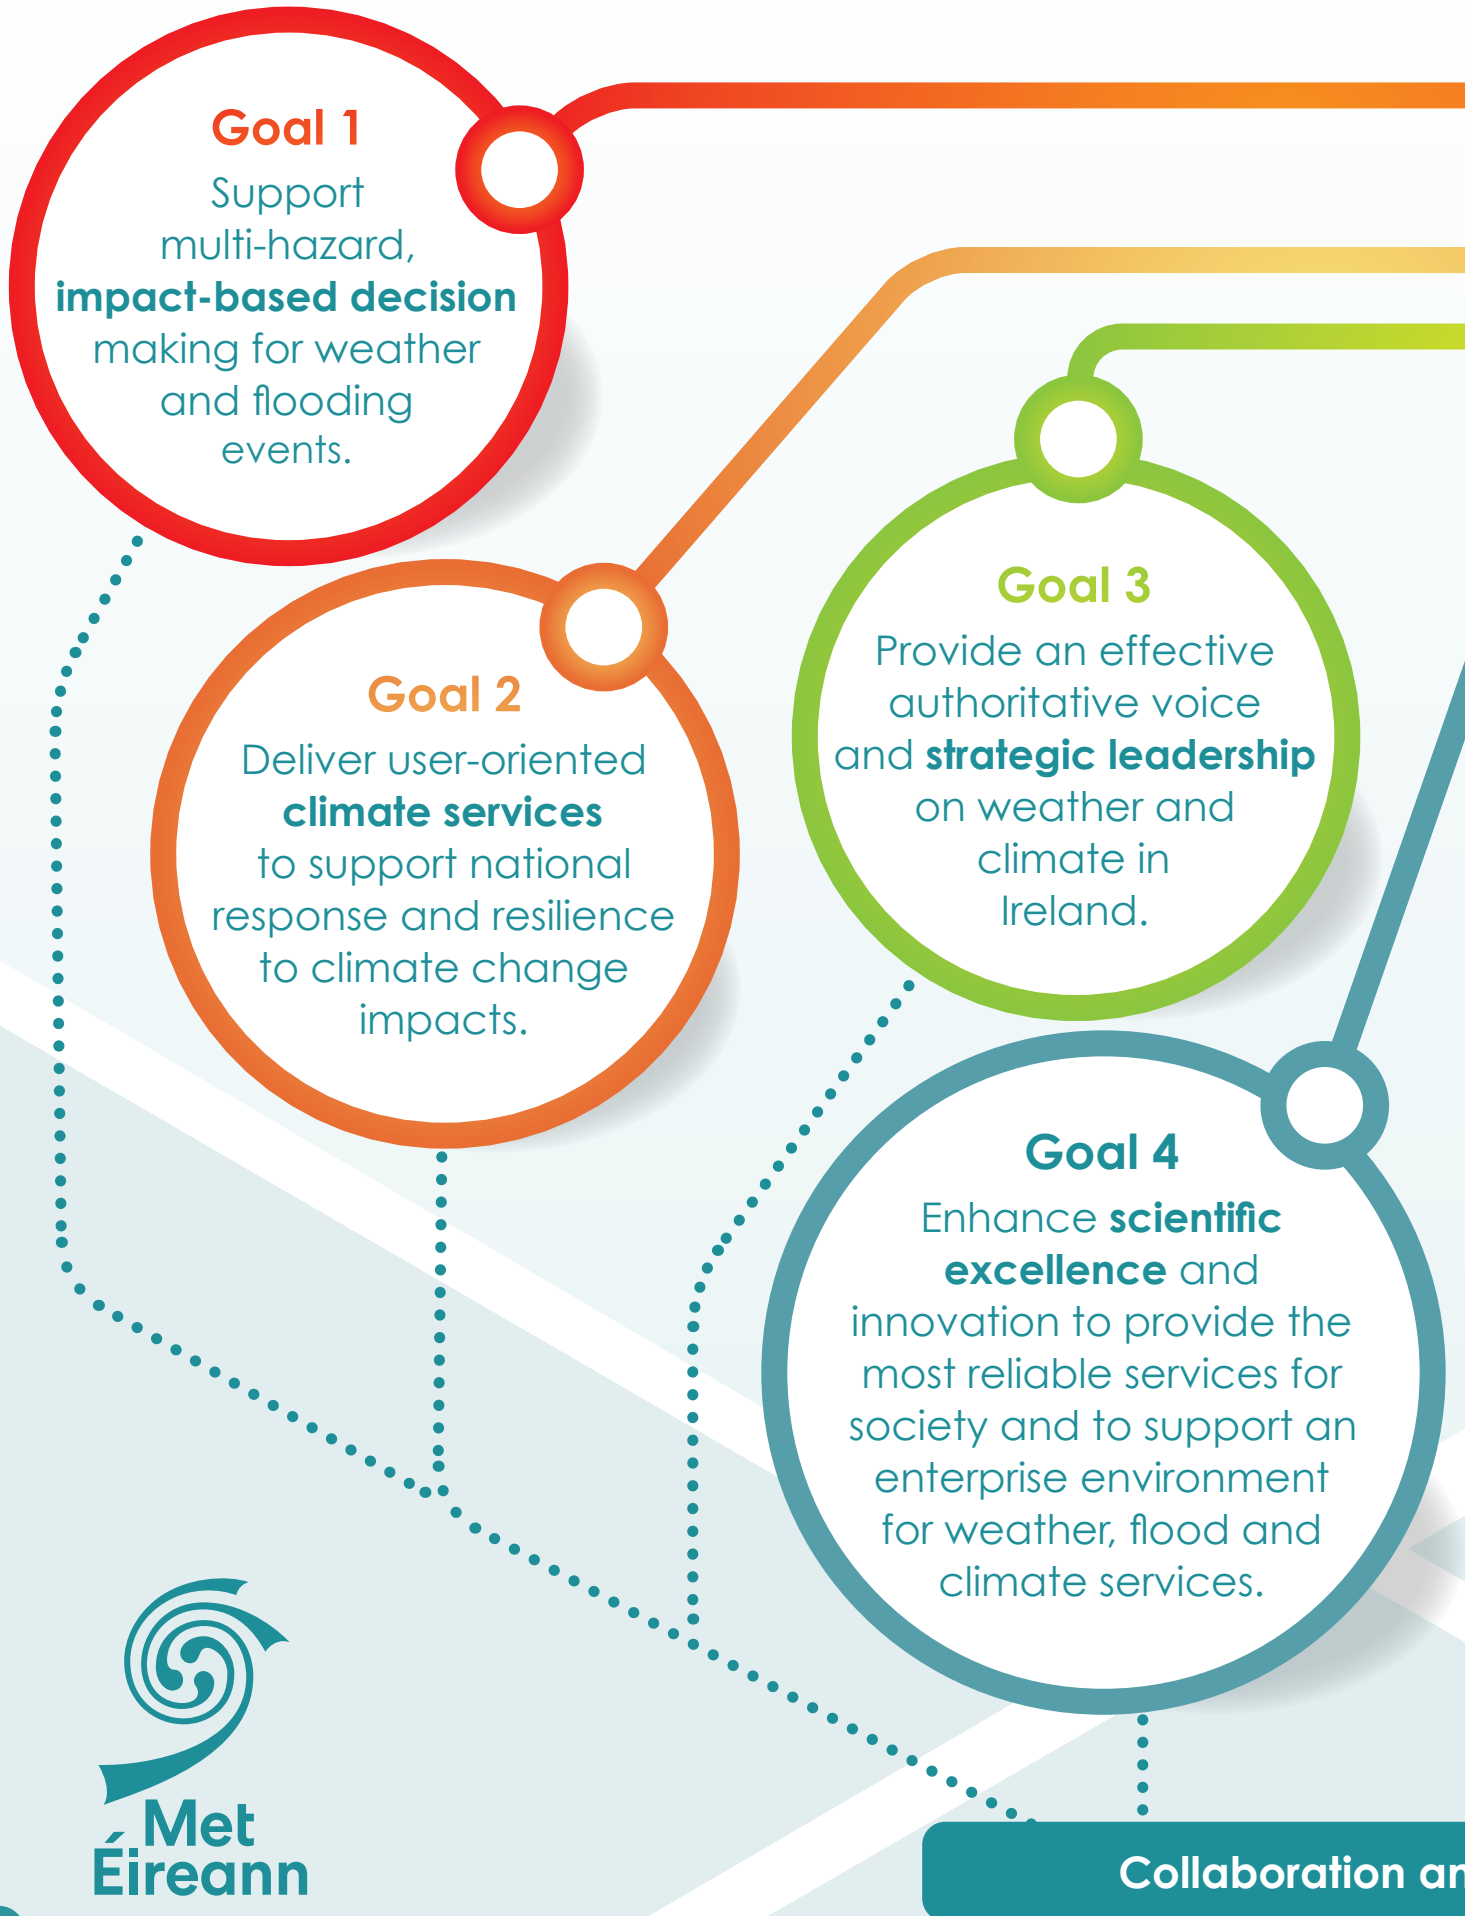 Goal 1
Support
multi-hazard,
impact-based decision
making for weather
and flooding
events.
Goal 2
Deliver user-oriented
climate services
to support national
response and resilience
to climate change
impacts.
Goal 3
Provide an effective
authoritative voice
and strategic leadership
on weather and
climate in
Ireland.
Goal 4
Enhance scientific
excellence and
innovation to provide the
most reliable services for
society and to support an
enterprise environment
for weather, flood and
climate services.
Met
Éireann
Collaboration